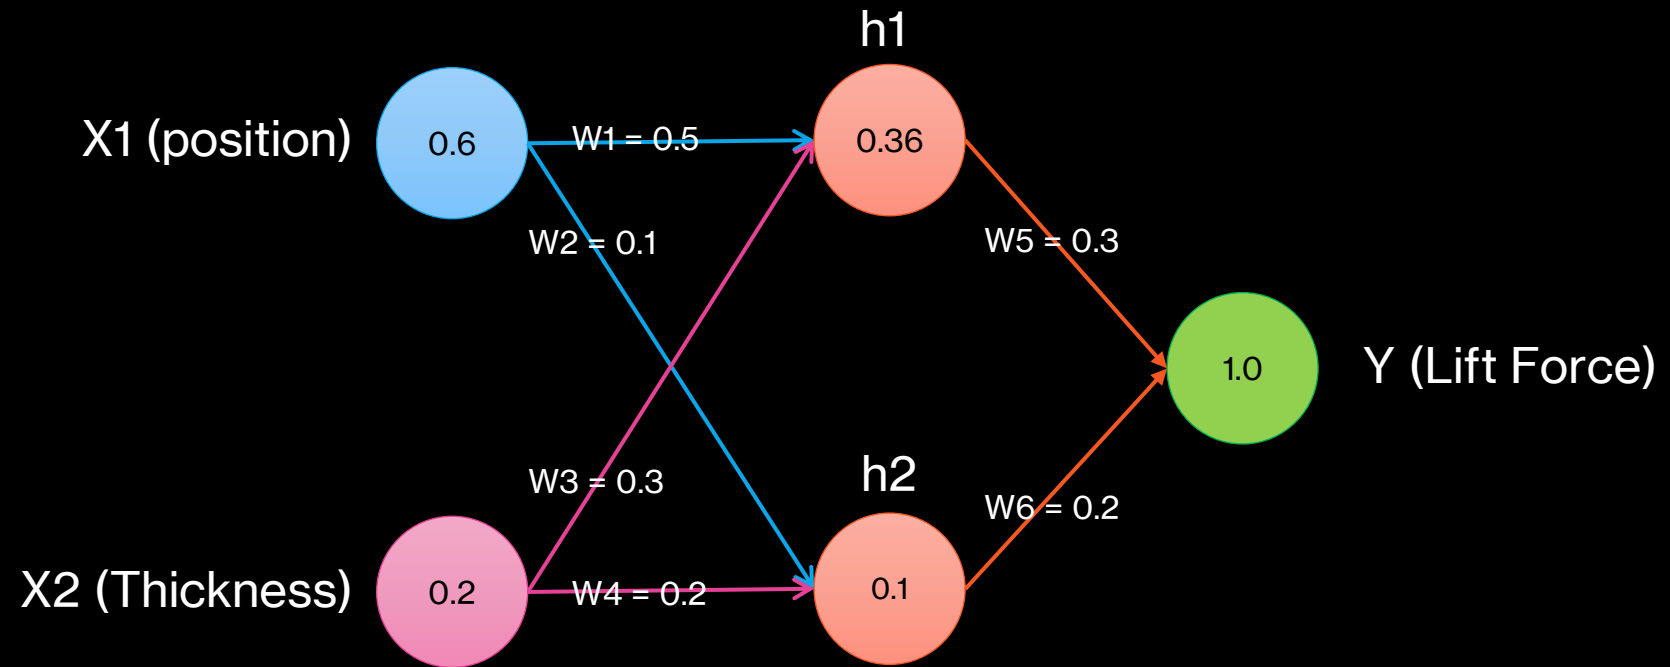 h1
X1 (position)
0.6
W1 = 0.5
0.36
W2 = 0.1
W5 = 0.3
1.0
Y (Lift Force)
h2
W3 = 0.3
W6 = 0.2
X2 (Thickness)
0.2
W4 = 0.2
0.1